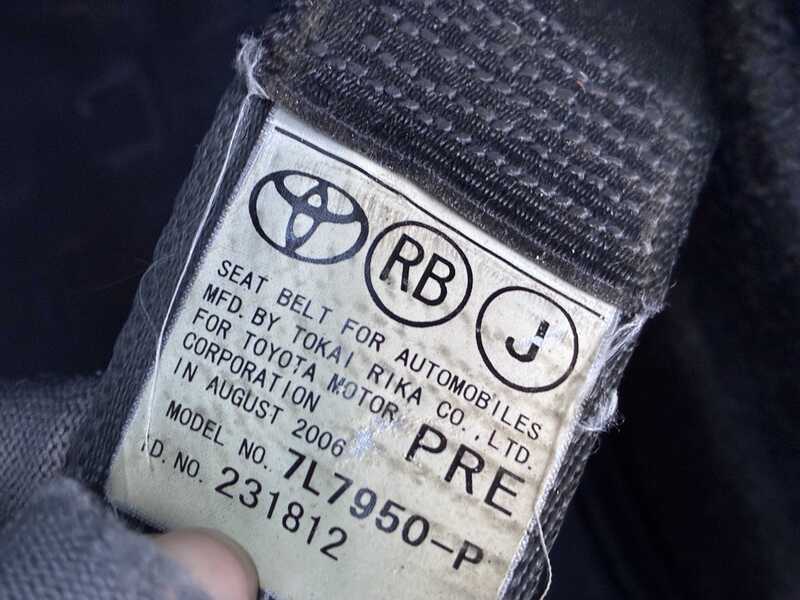 RB J
SEAT BELT FOR AUTOMOBILES
MFD. BY TOKAI RIKA CO., LTD.
FOR TOYOTA MOTOR
CORPORATION
IN AUGUST 2006 PRE
MODEL NO. 7L7950-P
ID. NO. 231812